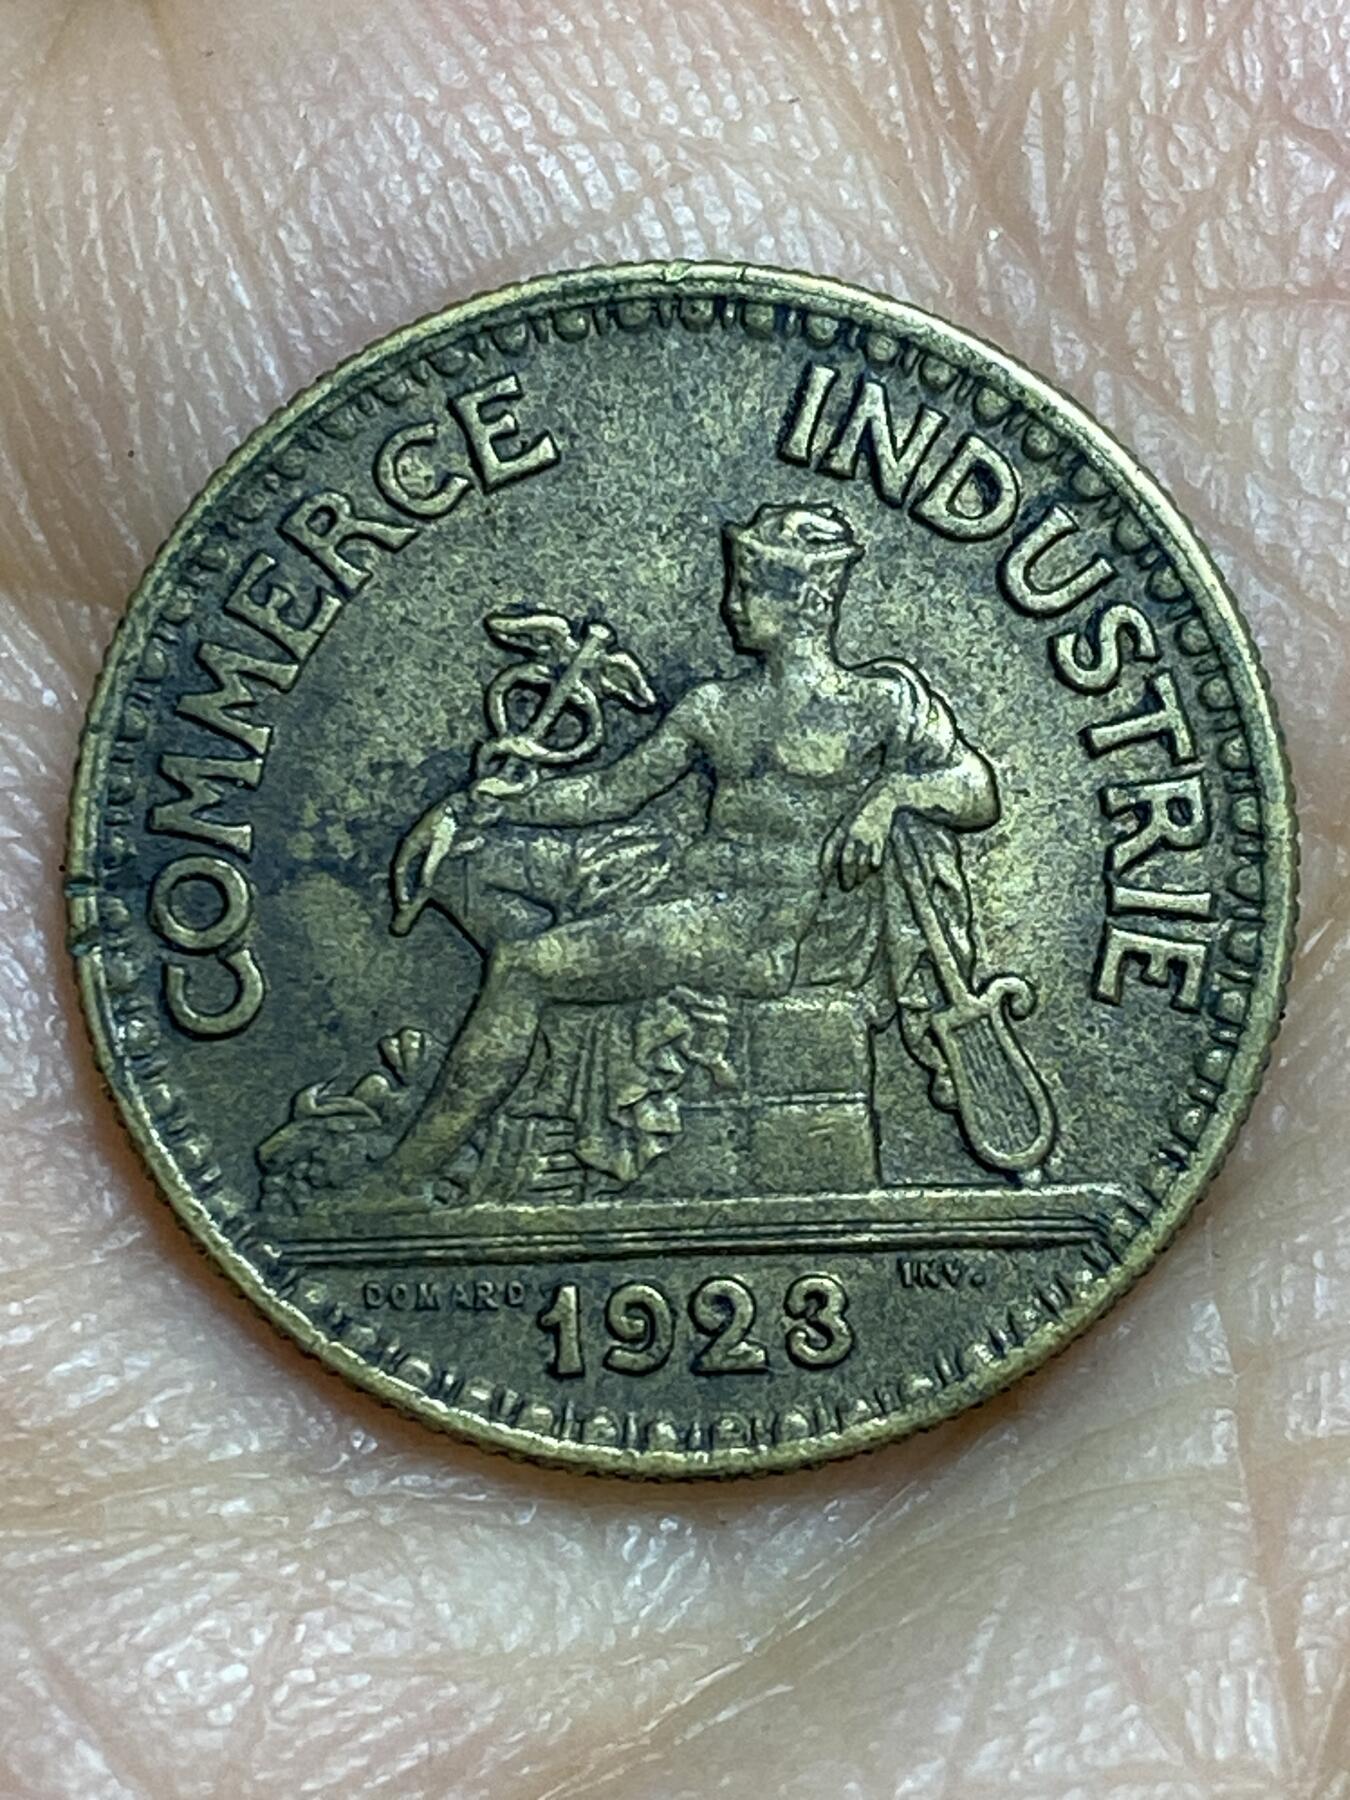 COMMERCE INDUSTRIE
DOMARD INV.
1923